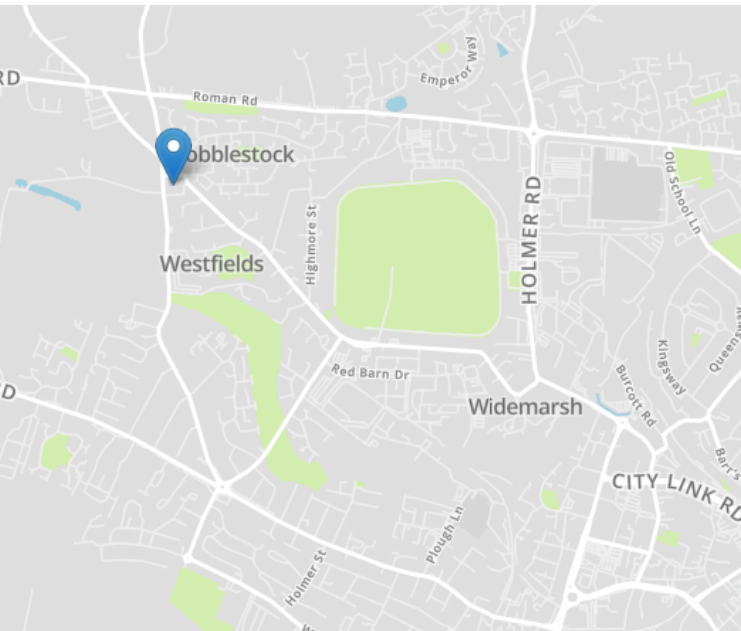 RD
Roman Rd
Emperor Way
obblestock
Old School Ln
HOLMER RD
Highmore St
Westfields
Queensway
Kingsway
Red Barn Dr
Burcott Rd
D
Widemarsh
Barr's
CITY LINK RD
Plough Ln
Holmer St
W